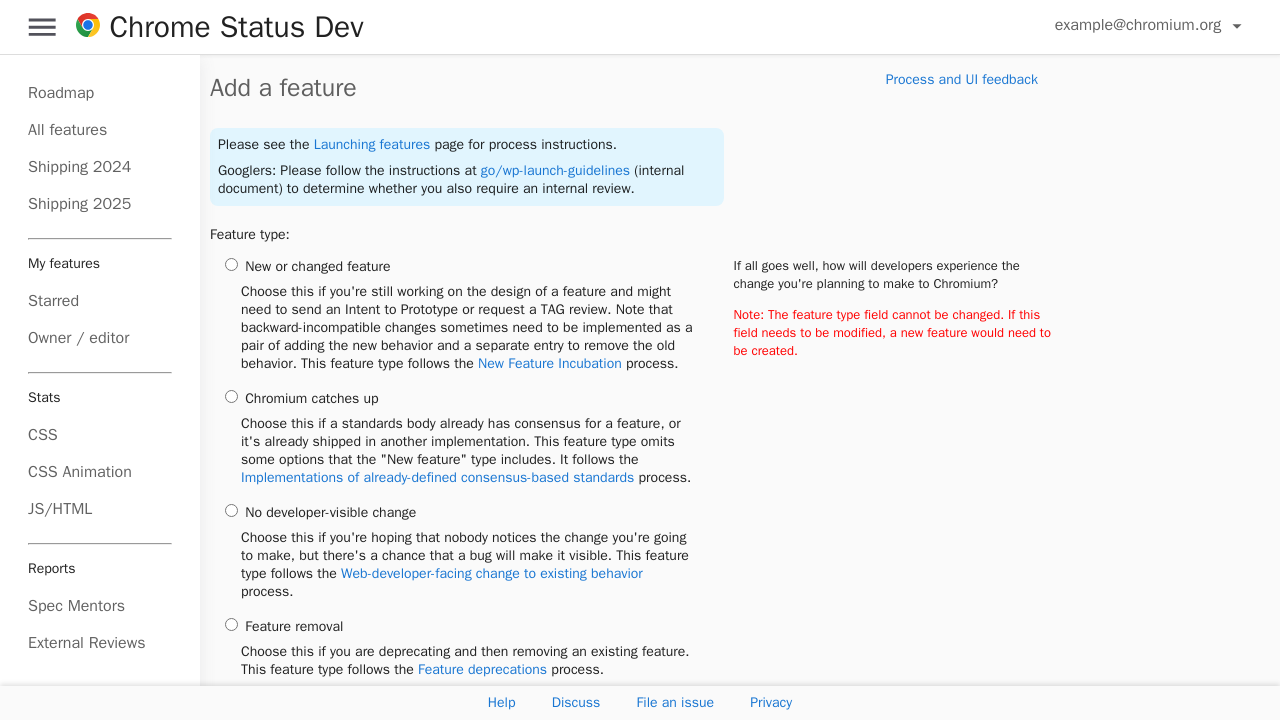 Chrome Status Dev
example@chromium.org
Roadmap
All features
Shipping 2024
Shipping 2025
My features
Starred
Owner / editor
Stats
CSS
CSS Animation
JS/HTML
Reports
Spec Mentors
External Reviews
Add a feature
Process and UI feedback
Please see the Launching features page for process instructions.
Googlers: Please follow the instructions at go/wp-launch-guidelines (internal
document) to determine whether you also require an internal review.
Feature type:
New or changed feature
Choose this if you're still working on the design of a feature and might
need to send an Intent to Prototype or request a TAG review. Note that
backward-incompatible changes sometimes need to be implemented as a
pair of adding the new behavior and a separate entry to remove the old
behavior. This feature type follows the New Feature Incubation process.
Chromium catches up
Choose this if a standards body already has consensus for a feature, or
it's already shipped in another implementation. This feature type omits
some options that the "New feature" type includes. It follows the
Implementations of already-defined consensus-based standards process.
No developer-visible change
Choose this if you're hoping that nobody notices the change you're going
to make, but there's a chance that a bug will make it visible. This feature
type follows the Web-developer-facing change to existing behavior
process.
Feature removal
Choose this if you are deprecating and then removing an existing feature.
This feature type follows the Feature deprecations process.
If all goes well, how will developers experience the
change you're planning to make to Chromium?
Note: The feature type field cannot be changed. If this
field needs to be modified, a new feature would need to
be created.
Help
Discuss
File an issue
Privacy